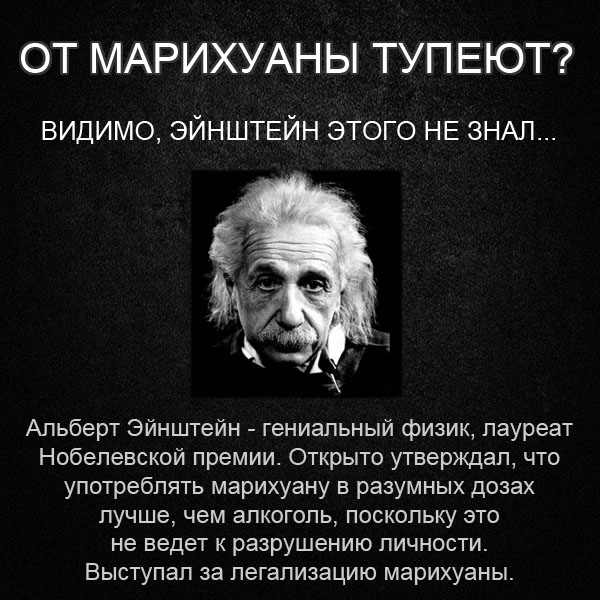 ОТ МАРИХУАНЫ ТУПЕЮТ?
ВИДИМО, ЭЙНШТЕЙН ЭТОГО НЕ ЗНАЛ...
Альберт Эйнштейн - гениальный физик, лауреат
Нобелевской премии. Открыто утверждал, что
употреблять марихуану в разумных дозах
лучше, чем алкоголь, поскольку это
не ведет к разрушению личности.
Выступал за легализацию марихуаны.